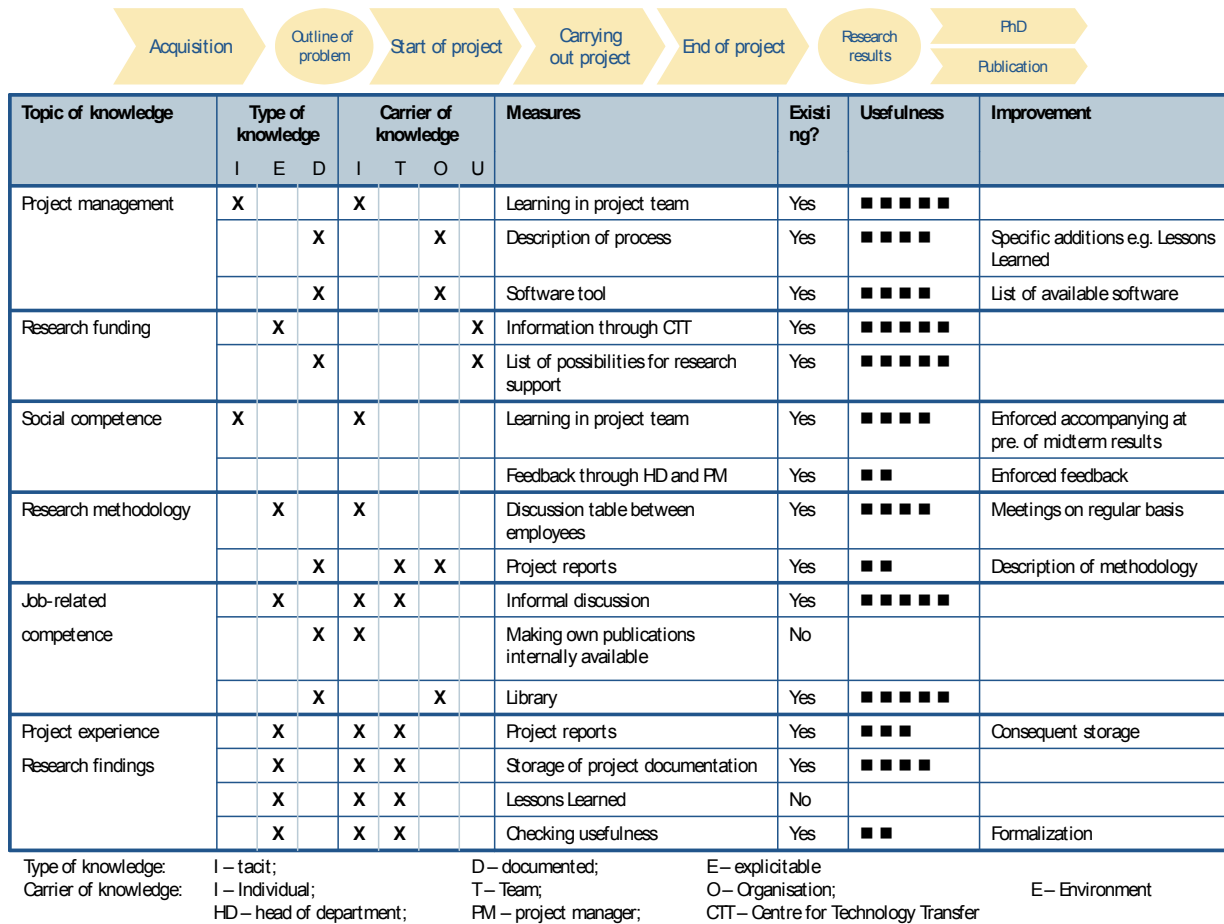 Acquisition
Outline of
problem
Start of project
Carrying
out project
End of project
Research
results
PhD
Publication
Topic of knowledge Type of knowledge Carrier of knowledge Measures Existi ng? Usefulness Improvement
I E D I T O U
Project management X X Learning in project team Yes ■ ■ ■ ■ ■
X X Description of process Yes ■ ■ ■ ■ Specific additions e.g. Lessons
Learned
X X Software tool Yes ■ ■ ■ ■ List of available software
Research funding X X Information through CTT Yes ■ ■ ■ ■ ■
X X List of possibilities for research Yes ■ ■ ■ ■ ■
support
Social competence X X Learning in project team Yes ■ ■ ■ ■ Enforced accompanying at
pre. of midterm results
Feedback through HD and PM Yes ■ ■ Enforced feedback
Research methodology X X Discussion table between Yes ■ ■ ■ ■ Meetings on regular basis
employees
X X X Project reports Yes ■ ■ Description of methodology
Job-related X X X Informal discussion Yes ■ ■ ■ ■ ■
competence X X Making own publications No
internally available
X X Library Yes ■ ■ ■ ■ ■
Project experience X X X Project reports Yes ■ ■ ■ Consequent storage
Research findings X X X Storage of project documentation Yes ■ ■ ■ ■
X X X Lessons Learned No
X X X Checking usefulness Yes ■ ■ Formalization
Type of knowledge: I – tacit; D – documented; E – explicitable
Carrier of knowledge: I – Individual; T – Team; O – Organisation; E – Environment
HD – head of department; PM – project manager; CTT – Centre for Technology Transfer